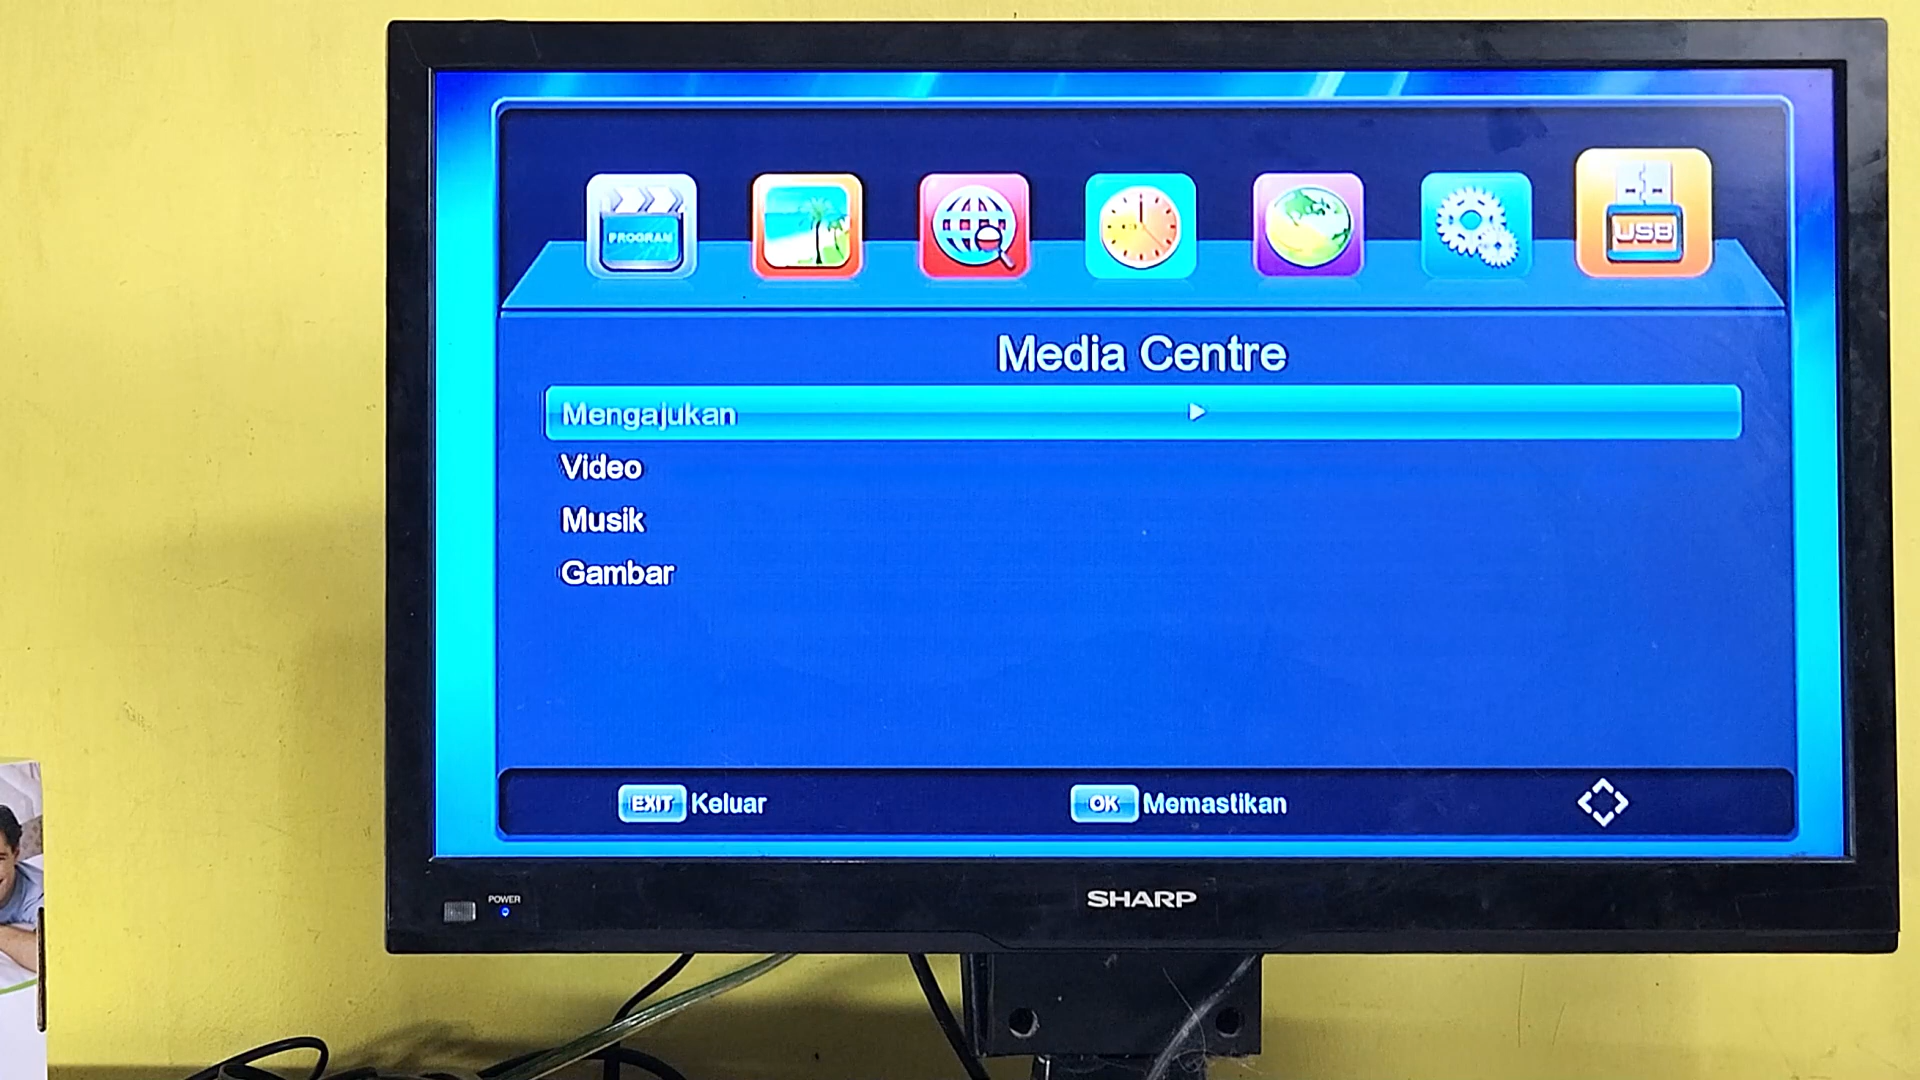 PROGRAM
USB
Media Centre
Mengajukan
Video
Musik
Gambar
EXIT Keluar
OK Memastikan
POWER
SHARP